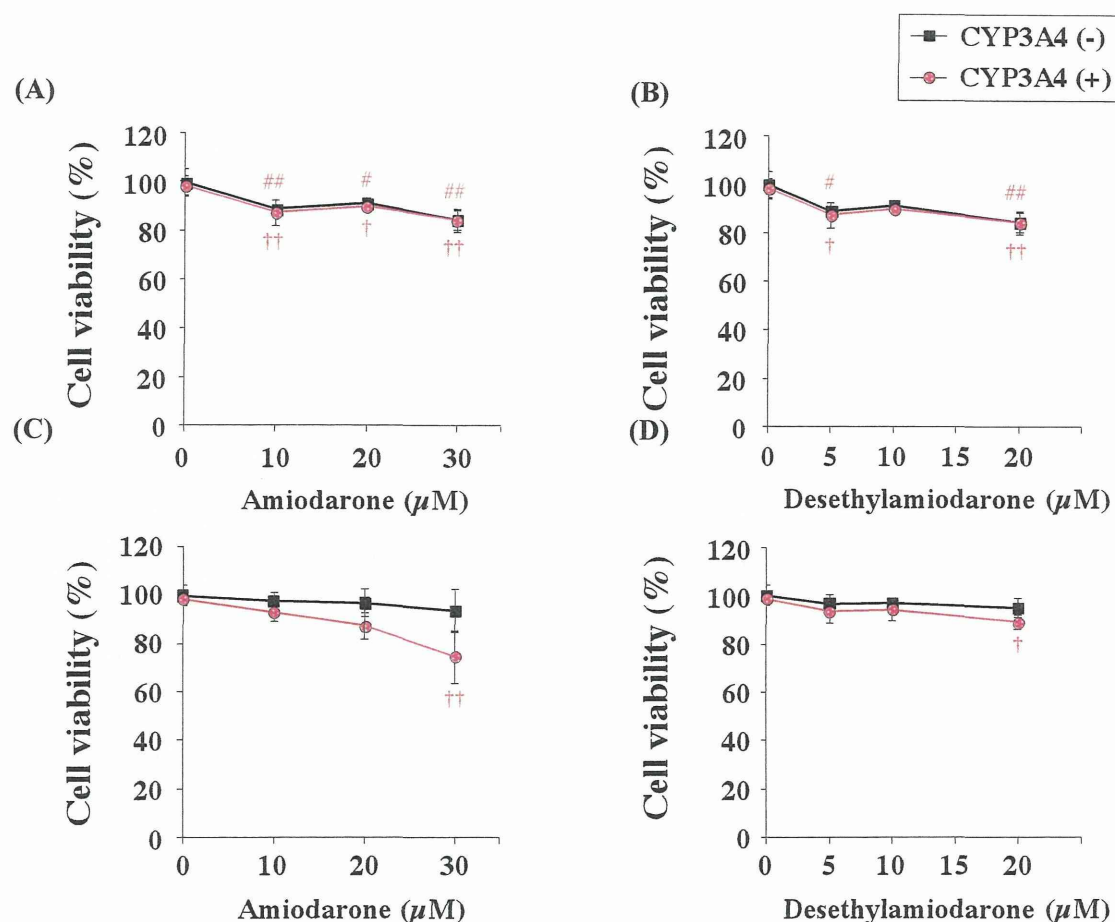 CYP3A4 (-)
CYP3A4 (+)
(A)
Cell viability (%)
120
100
80
60
40
20
0
## # ##
†† † ††
0 10 20 30
Amiodarone (µM)
(B)
Cell viability (%)
120
100
80
60
40
20
0
# ##
† ††
0 5 10 15 20
Desethylamiodarone (µM)
(C)
Cell viability (%)
120
100
80
60
40
20
0
††
0 10 20 30
Amiodarone (µM)
(D)
Cell viability (%)
120
100
80
60
40
20
0
†
0 5 10 15 20
Desethylamiodarone (µM)